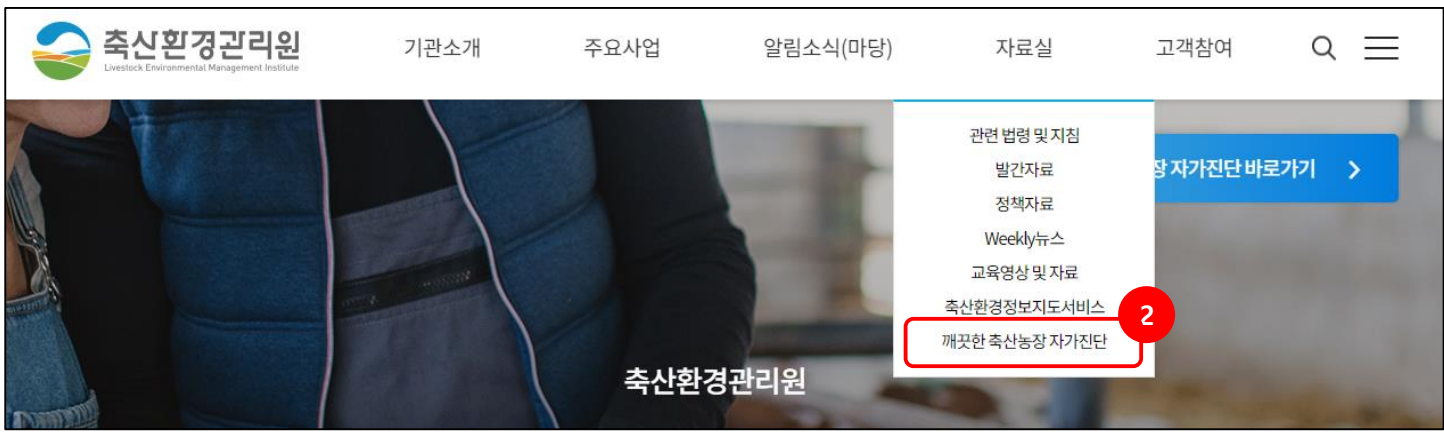 축산환경관리원
Livestock Environmental Management Institute
기관소개
주요사업
알림소식(마당)
자료실
고객참여
관련 법령 및 지침
발간자료
정책자료
Weekly뉴스
교육영상 및 자료
축산환경정보지도서비스
깨끗한 축산농장 자가진단
2
장 자가진단 바로가기
축산환경관리원